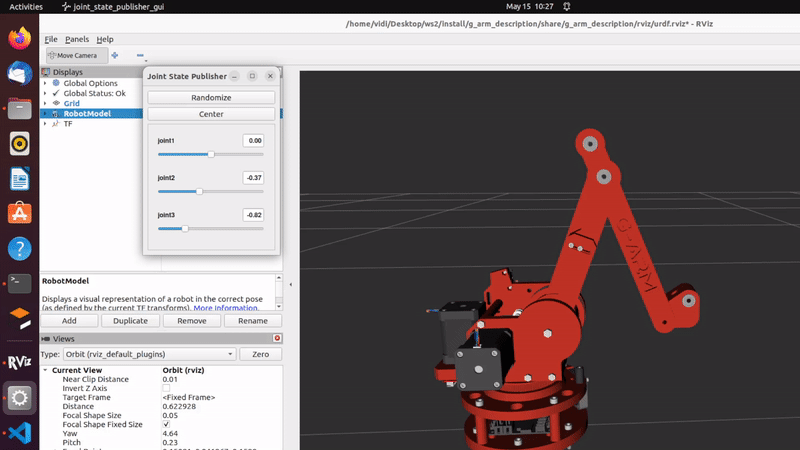 Activities
joint_state_publisher_gui
May 15 10:27
/home/vidl/Desktop/ws2/install/g_arm_description/share/g_arm_description/rviz/urdf.rviz* - RViz
File Panels Help
Move Camera
Displays
Global Options
Global Status: Ok
Grid
RobotModel
TF
Joint State Publisher
Randomize
Center
joint1 0.00
joint2 -0.37
joint3 -0.82
G-ARM
RobotModel
Displays a visual representation of a robot in the correct pose
(as defined by the current TF transforms). More Information.
Add Duplicate Remove Rename
Views
Type: Orbit (rviz_default_plugins) Zero
Current View Orbit (rviz)
Near Clip Distance 0.01
Invert Z Axis
Target Frame <Fixed Frame>
Distance 0.622928
Focal Shape Size 0.05
Focal Shape Fixed Size
Yaw 4.64
Pitch 0.23
RViz